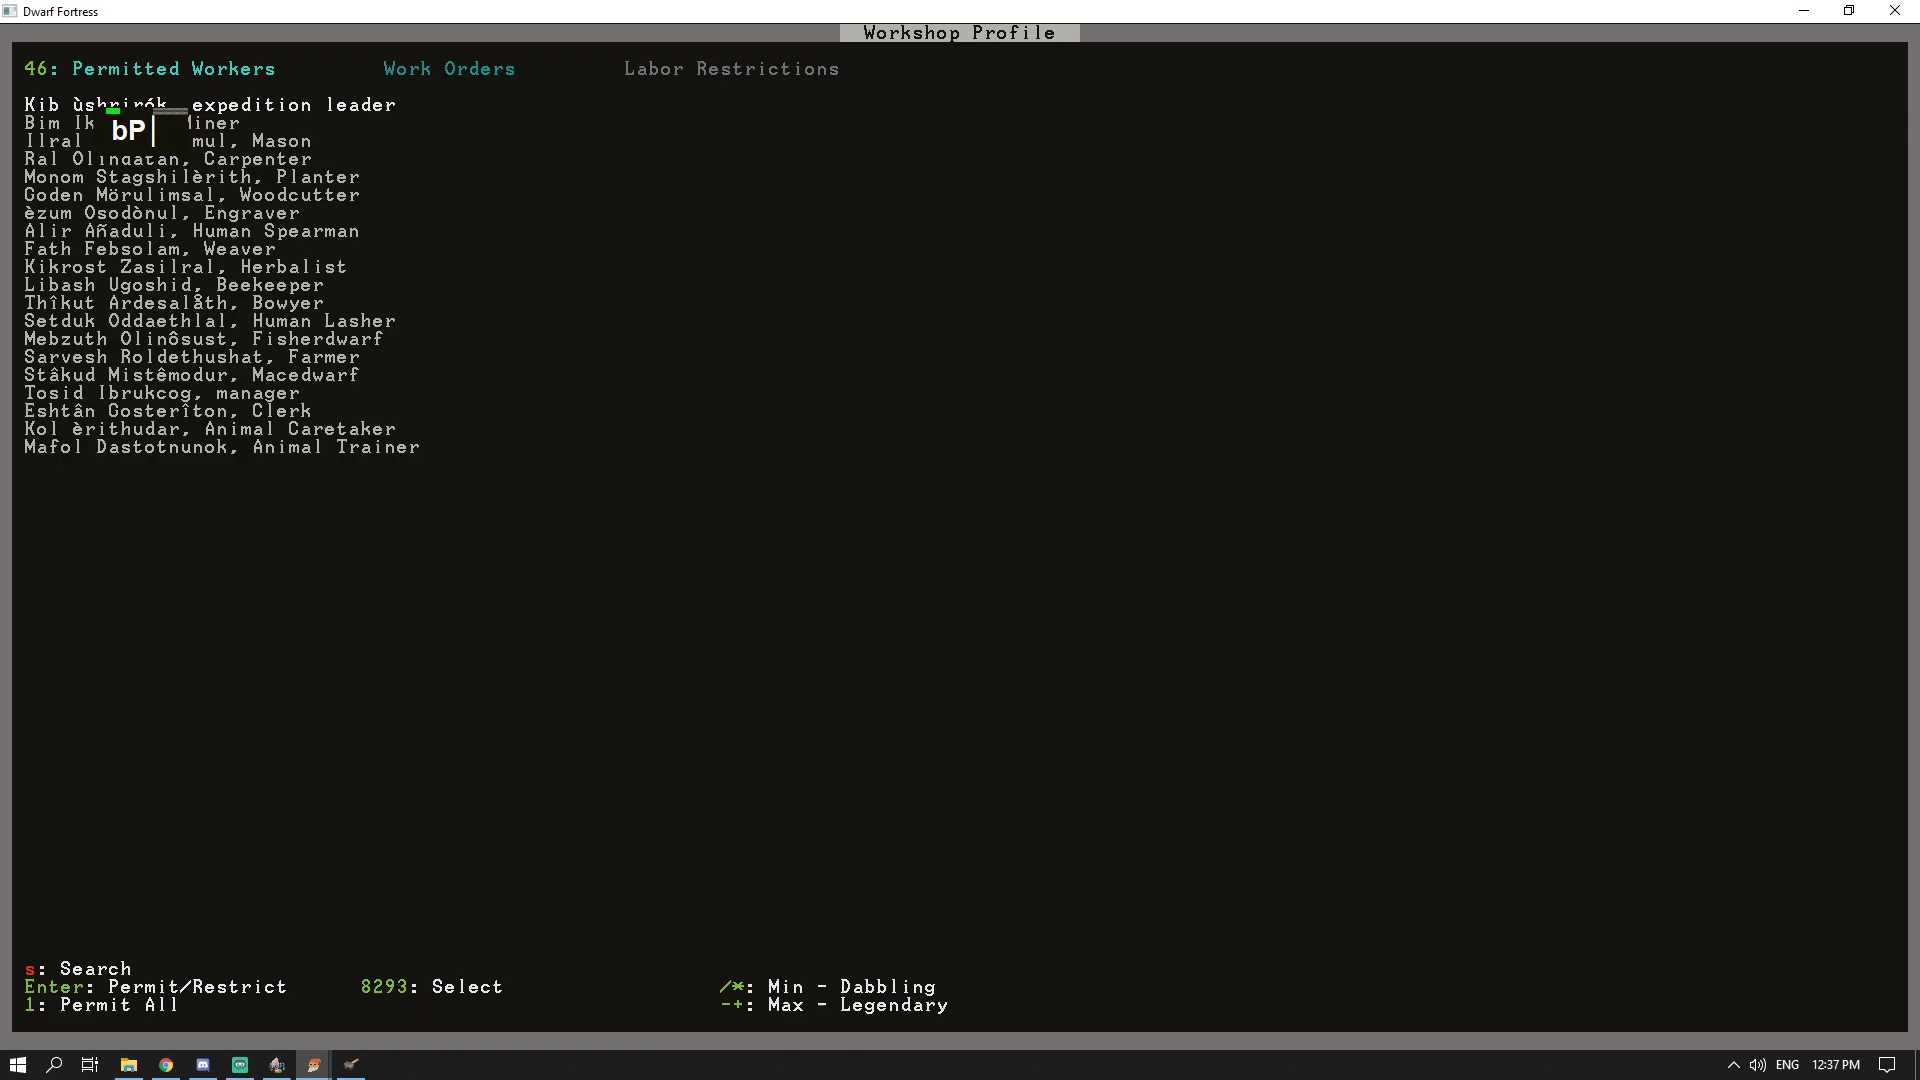 Dwarf Fortress
Workshop Profile
46: Permitted Workers Work Orders Labor Restrictions
Kib expedition leader
Bim
bP
Ilral mul, Mason
Ral Olingatan, Carpenter
Monom Stagshilèrith, Planter
Goden Mörulimsal, Woodcutter
èzum Osodònul, Engraver
Alir Añaduli, Human Spearman
Fath Febsolam, Weaver
Kikrost Zasilral, Herbalist
Libash Ugoshid, Beekeeper
Thîkut Ardesalâth, Bowyer
Setduk Oddaethlal, Human Lasher
Mebzuth Olinôsust, Fisherdwarf
Sarvesh Roldethushat, Farmer
Stâkud Mistêmodur, Macedwarf
Tosid Ibrukcog, manager
Eshtân Gosterîton, Clerk
Kol èrithudar, Animal Caretaker
Mafol Dastotnunok, Animal Trainer
s: Search
Enter: Permit/Restrict 8293: Select /*: Min - Dabbling
1: Permit All -+: Max - Legendary
ENG 12:37 PM